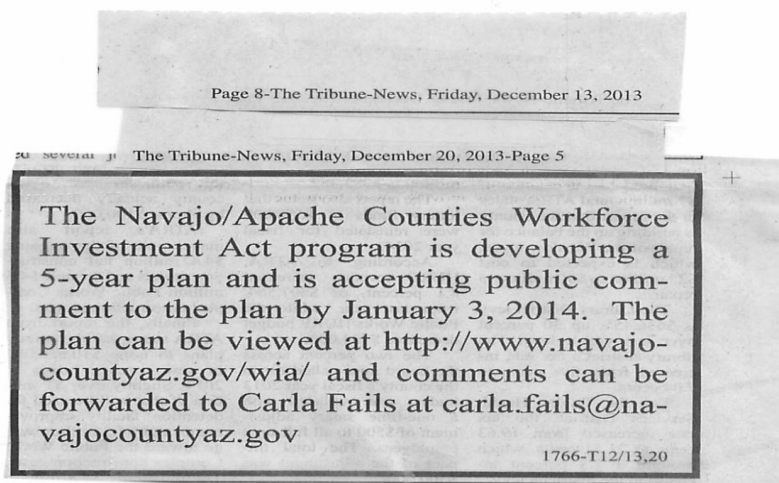 Page 8-The Tribune-News, Friday, December 13, 2013
several
The Tribune-News, Friday, December 20, 2013-Page 5
The Navajo/Apache Counties Workforce
Investment Act program is developing a
5-year plan and is accepting public com-
ment to the plan by January 3, 2014. The
plan can be viewed at http://www.navajo-
countyaz.gov/wia/ and comments can be
forwarded to Carla Fails at carla.fails@na-
vajocountyaz.gov
1766-T12/13,20